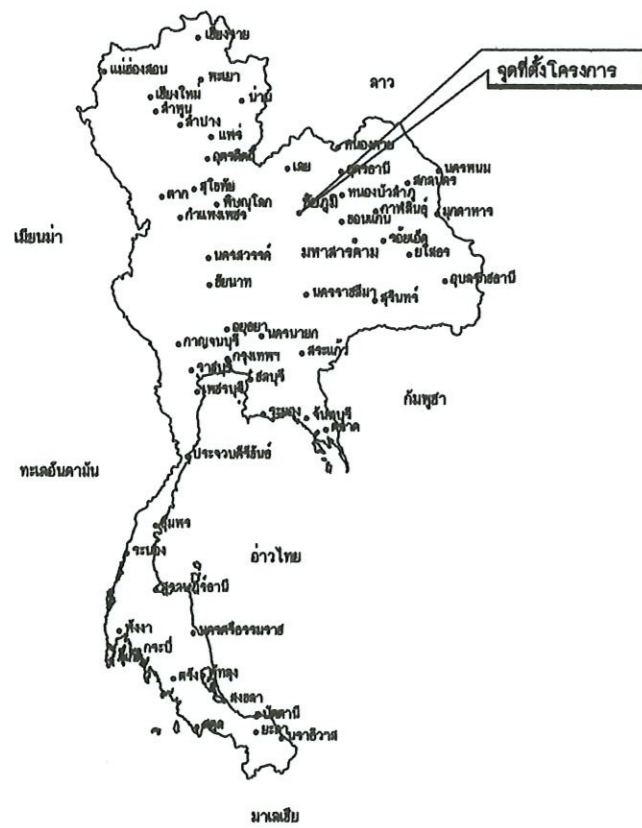 เชียงราย
แม่ฮ่องสอน
พะเยา
ลาว
จุดที่ตั้งโครงการ
เชียงใหม่
น่าน
ลำพูน
ลำปาง
แพร่
หนองคาย
อุตรดิตถ์
เลย
อุดรธานี
นครพนม
สกลนคร
สุโขทัย
ตาก
หนองบัวลำภู
ชัยภูมิ
พิษณุโลก
กำแพงเพชร
กาฬสินธุ์
มุกดาหาร
ขอนแก่น
เมียนม่า
มหาสารคาม
ร้อยเอ็ด
ยโสธร
นครสวรรค์
ชัยนาท
อุบลราชธานี
นครราชสีมา
สุรินทร์
อยุธยา
นครนายก
กาญจนบุรี
สระแก้ว
กรุงเทพฯ
ราชบุรี
ชลบุรี
เพชรบุรี
กัมพูชา
ระยอง
จันทบุรี
ตราด
ประจวบคีรีขันธ์
ทะเลอันดามัน
ชุมพร
ระนอง
อ่าวไทย
สุราษฎร์ธานี
พังงา
นครศรีธรรมราช
กระบี่
ตรัง
พัทลุง
สงขลา
ปัตตานี
สตูล
ยะลา
นราธิวาส
มาเลเซีย